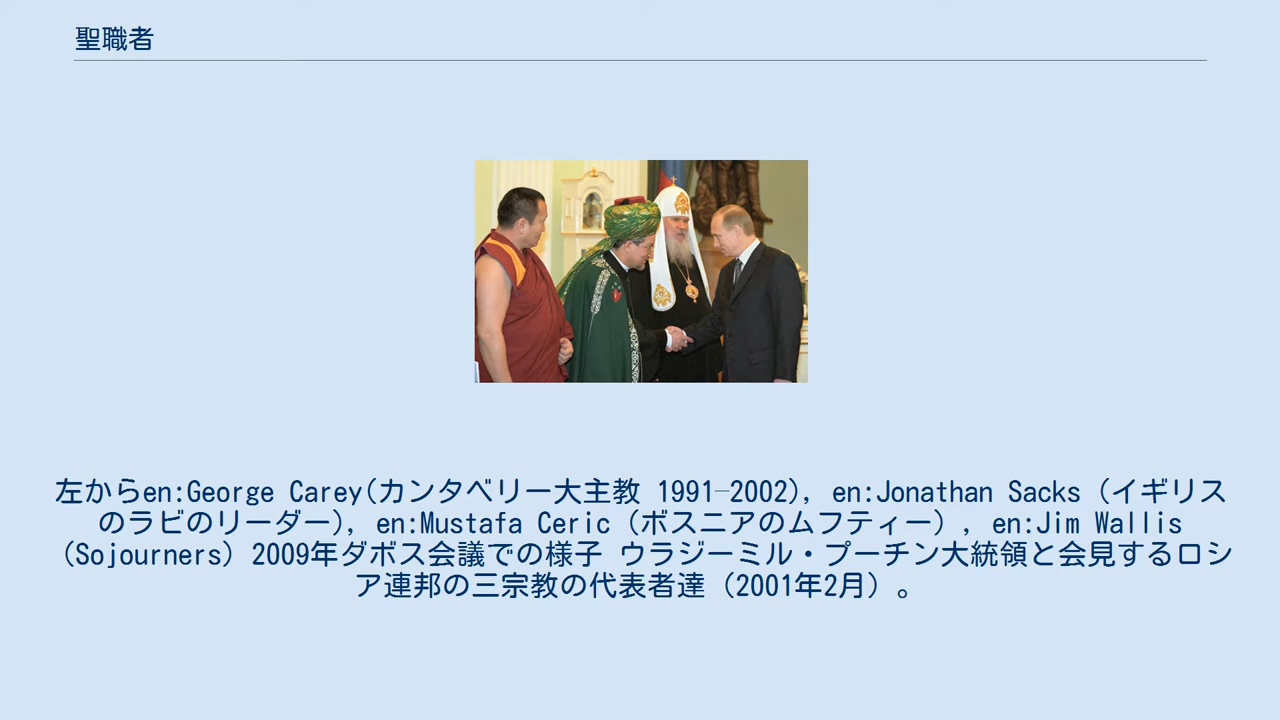 聖職者
左からen:George Carey(カンタベリー大主教 1991–2002), en:Jonathan Sacks (イギリス
のラビのリーダー), en:Mustafa Ceric（ボスニアのムフティー）, en:Jim Wallis
（Sojourners）2009年ダボス会議での様子 ウラジーミル・プーチン大統領と会見するロシ
ア連邦の三宗教の代表者達（2001年2月）。